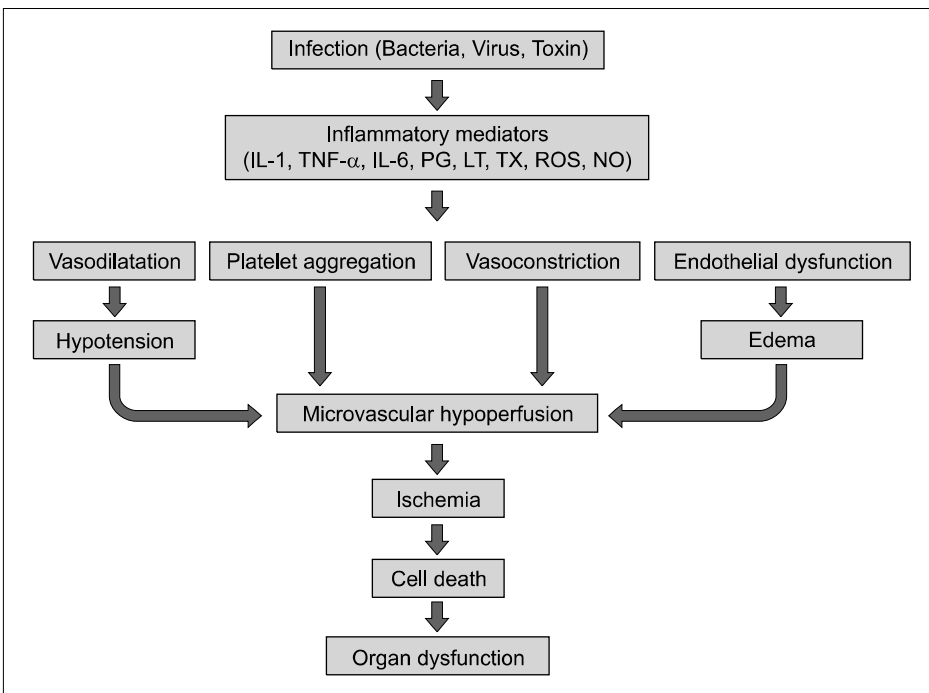 Infection (Bacteria, Virus, Toxin)
Inflammatory mediators
(IL-1, TNF-α, IL-6, PG, LT, TX, ROS, NO)
Vasodilatation
Platelet aggregation
Vasoconstriction
Endothelial dysfunction
Hypotension
Edema
Microvascular hypoperfusion
Ischemia
Cell death
Organ dysfunction